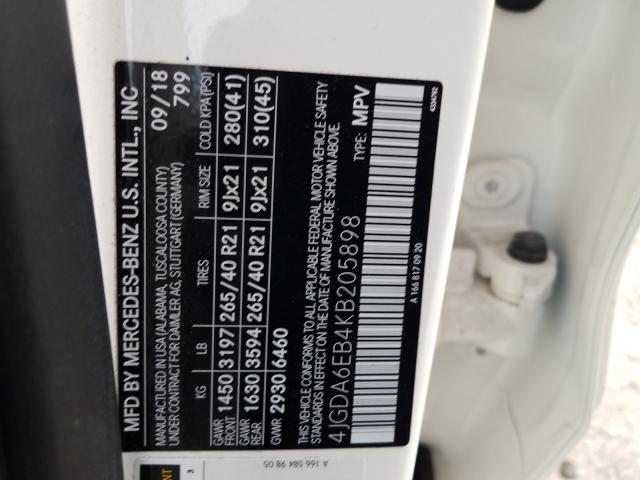 MFD BY MERCEDES-BENZ U.S. INTL., INC
MANUFACTURED IN USA (ALABAMA, TUSCALOOSA COUNTY)
UNDER CONTRACT FOR DAIMLER AG, STUTTGART (GERMANY)
09/18
799
KG LB TIRES RIM SIZE COLD KPA (PSI)
GAWR FRONT 1450 3197 265/40 R21 9Jx21 280(41)
GAWR REAR 1630 3594 265/40 R21 9Jx21 310(45)
GVWR 2930 6460
THIS VEHICLE CONFORMS TO ALL APPLICABLE FEDERAL MOTOR VEHICLE SAFETY
STANDARDS IN EFFECT ON THE DATE OF MANUFACTURE SHOWN ABOVE.
4JGDA6EB4KB205898 TYPE: MPV
A 166 817 09 20
A 166 584 98 05
3